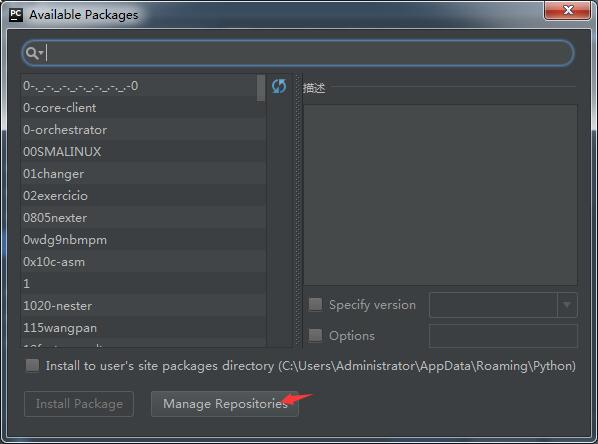 PC Available Packages
0-._.-._.-._.-._.-._.-._.-0
0-core-client
0-orchestrator
00SMALINUX
01changer
02exercicio
0805nexter
0wdg9nbmpm
0x10c-asm
1
1020-nester
115wangpan
描述
Specify version
Options
Install to user's site packages directory (C:\Users\Administrator\AppData\Roaming\Python)
Install Package
Manage Repositories